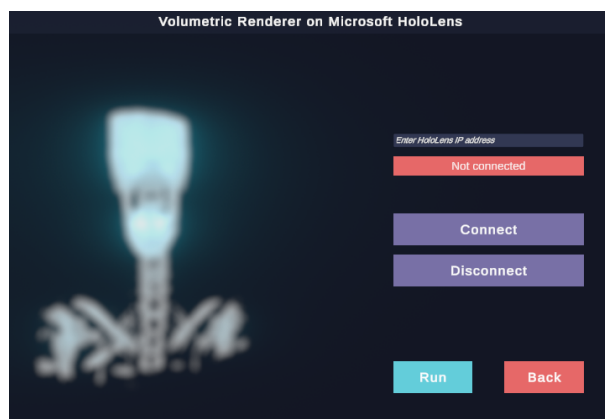 Volumetric Renderer on Microsoft HoloLens
Enter HoloLens IP address
Not connected
Connect
Disconnect
Run
Back